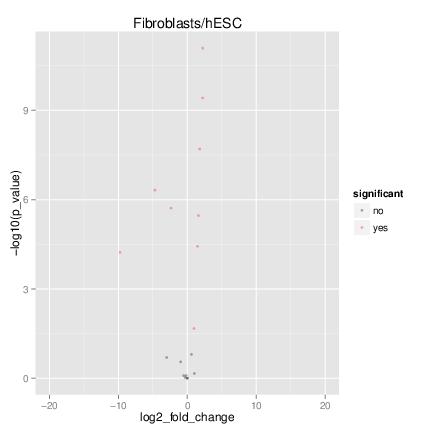 Fibroblasts/hESC
9
6
3
0
−log10(p_value)
−20
−10
0
10
20
log2_fold_change
significant
no
yes